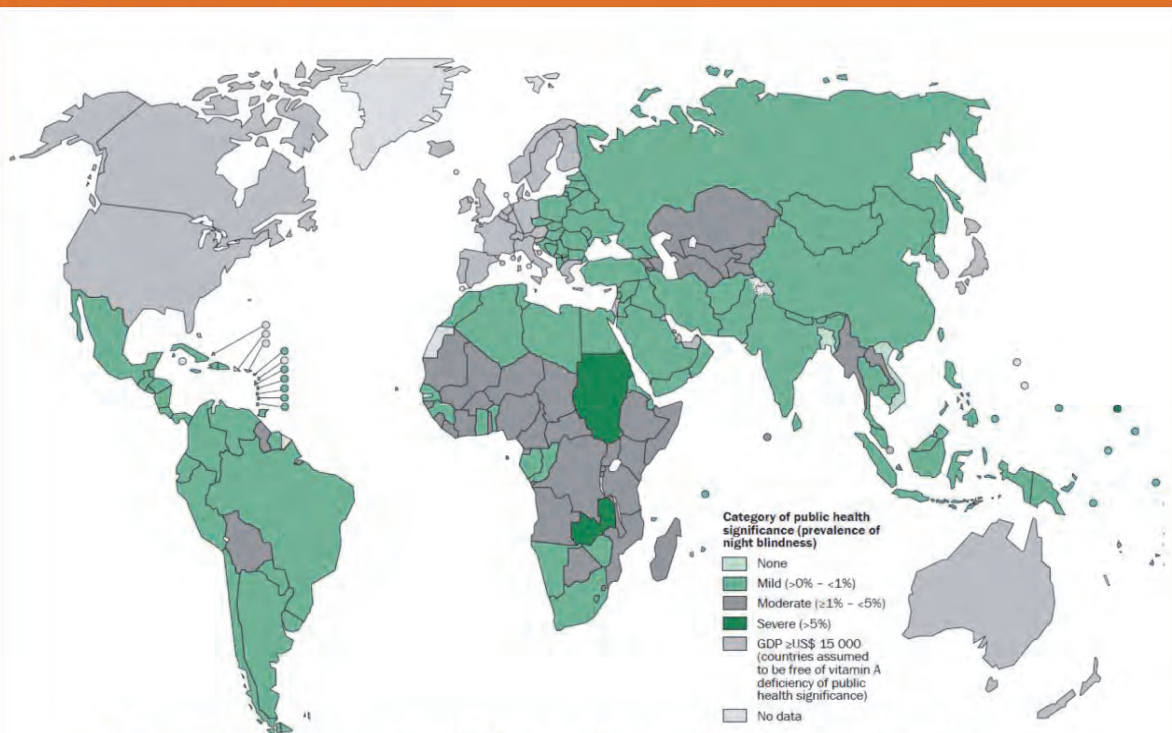 Category of public health
significance (prevalence of
night blindness)
None
Mild (>0% – <1%)
Moderate (≥1% – <5%)
Severe (>5%)
GDP ≥US$ 15 000
(countries assumed
to be free of vitamin A
deficiency of public
health significance)
No data